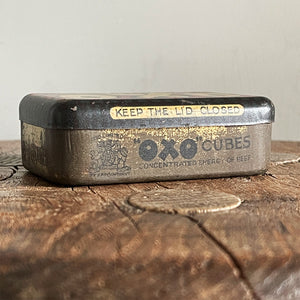 KEEP THE LID CLOSED
"OXO" CUBES
CONCENTRATED ENERGY OF BEEF